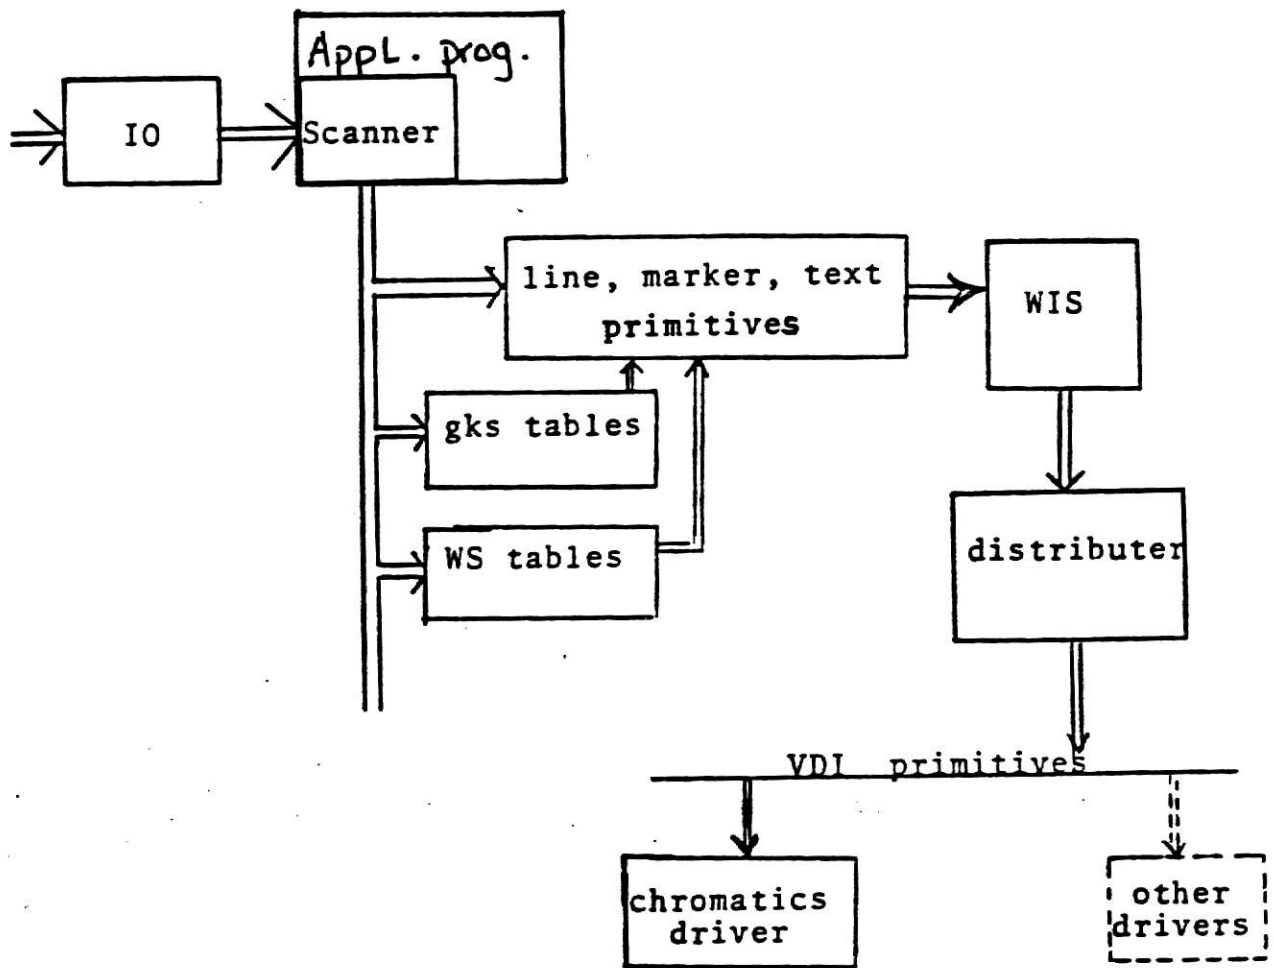 Appl. prog.
IO
Scanner
line, marker, text
primitives
WIS
gks tables
WS tables
distributer
VDI primitives
chromatics
driver
other
drivers